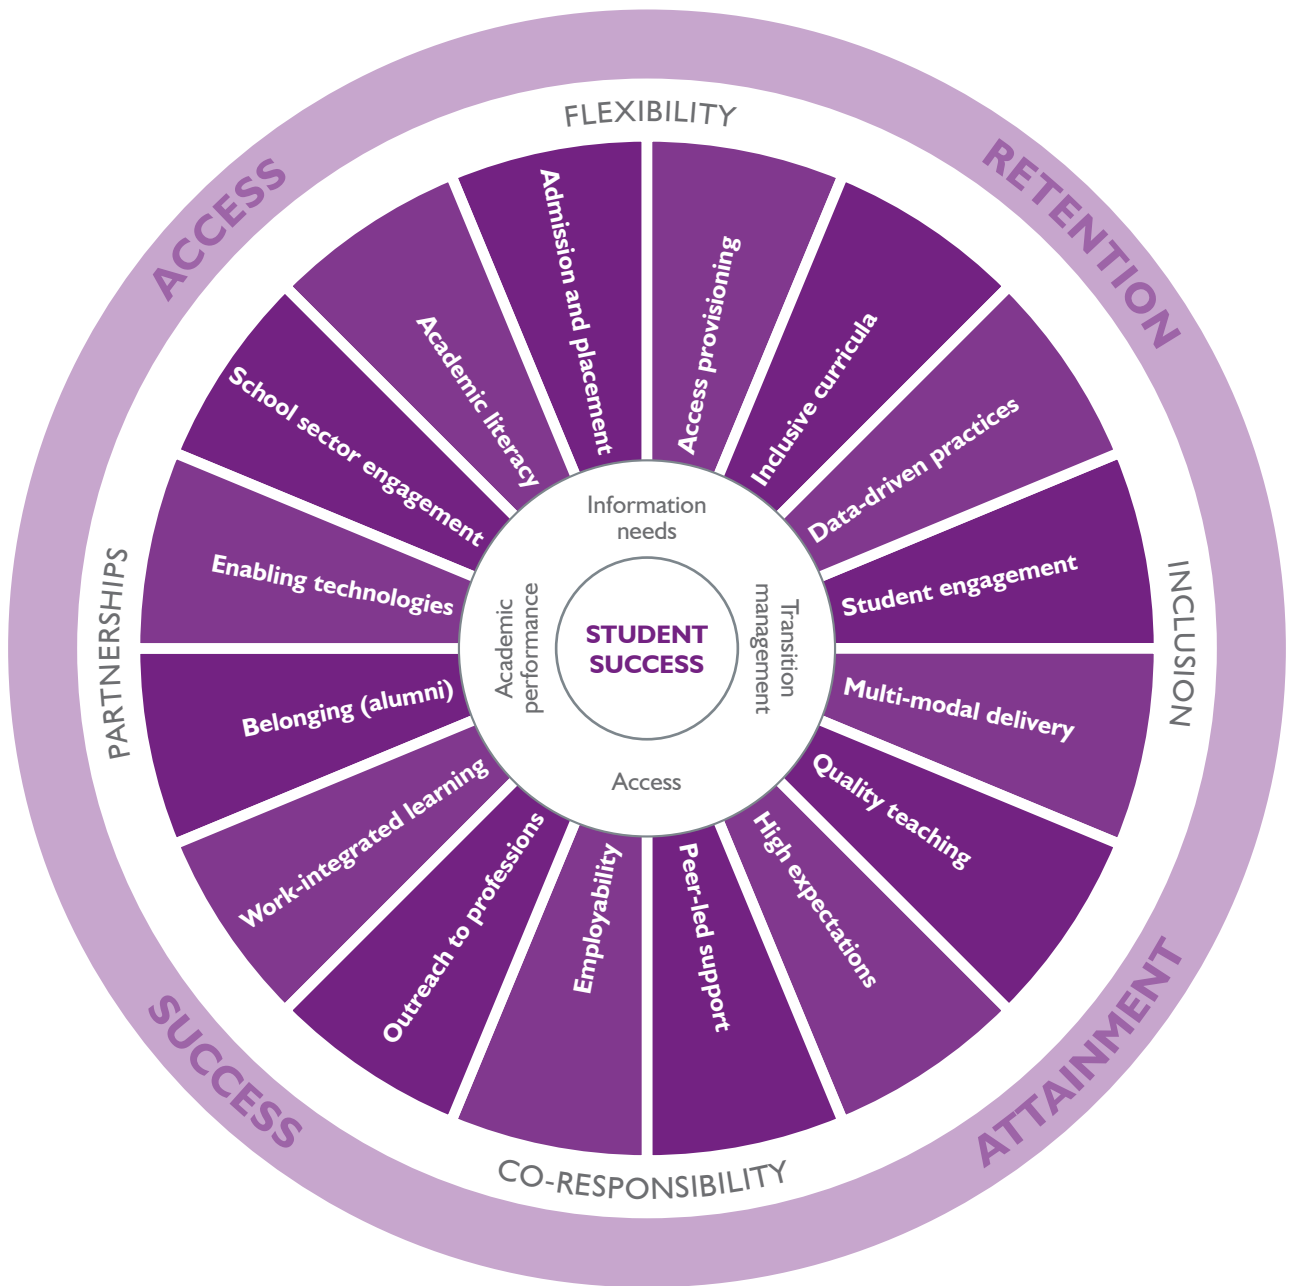 ACCESS
RETENTION
ATTAINMENT
SUCCESS
FLEXIBILITY
INCLUSION
CO-RESPONSIBILITY
PARTNERSHIPS
Access provisioning
Inclusive curricula
Data-driven practices
Student engagement
Multi-modal delivery
Quality teaching
High expectations
Peer-led support
Employability
Outreach to professions
Work-integrated learning
Belonging (alumni)
Enabling technologies
School sector engagement
Academic literacy
Admission and placement
Information
needs
Transition
management
Access
Academic
performance
STUDENT
SUCCESS